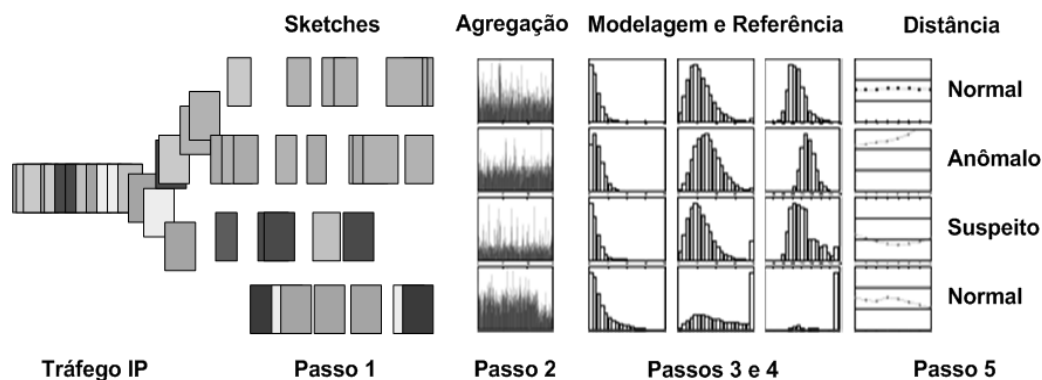 Sketches Agregação Modelagem e Referência Distância
Normal
Anômalo
Suspeito
Normal
Tráfego IP Passo 1 Passo 2 Passos 3 e 4 Passo 5